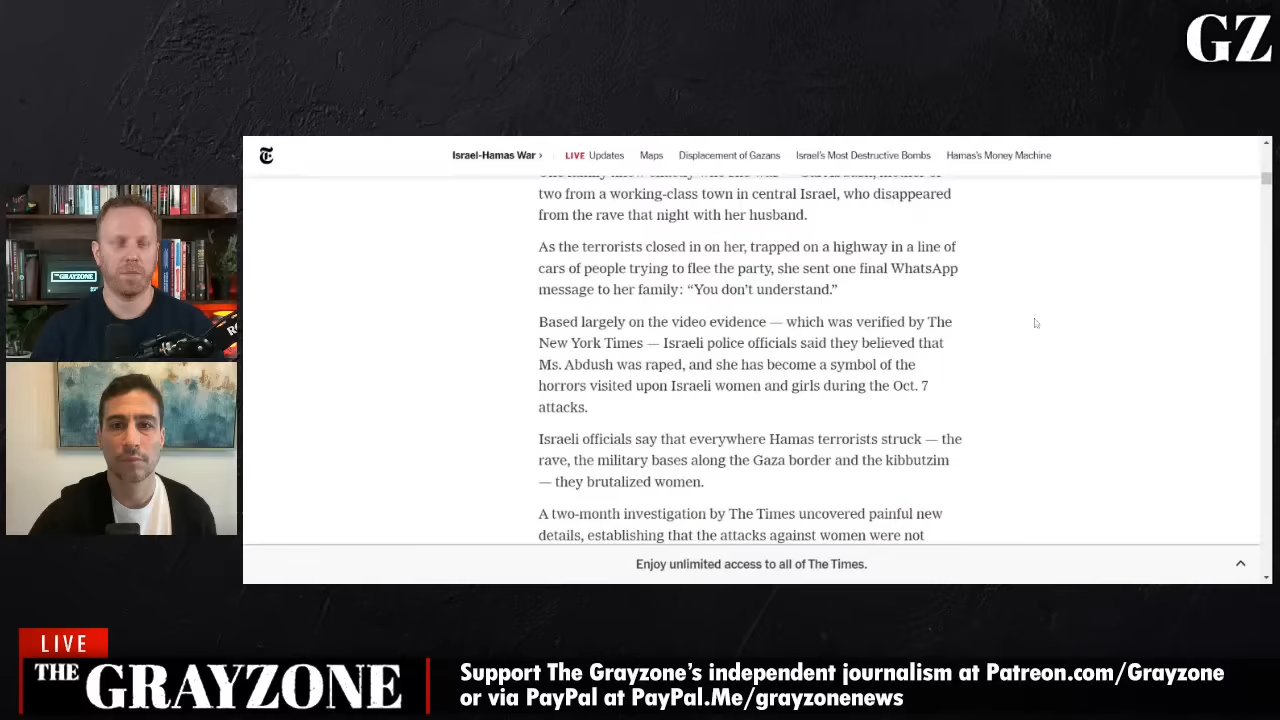 GZ
Israel-Hamas War › LIVE Updates Maps Displacement of Gazans Israel's Most Destructive Bombs Hamas's Money Machine
two from a working-class town in central Israel, who disappeared
from the rave that night with her husband.
As the terrorists closed in on her, trapped on a highway in a line of
cars of people trying to flee the party, she sent one final WhatsApp
message to her family: “You don’t understand.”
Based largely on the video evidence — which was verified by The
New York Times — Israeli police officials said they believed that
Ms. Abdush was raped, and she has become a symbol of the
horrors visited upon Israeli women and girls during the Oct. 7
attacks.
Israeli officials say that everywhere Hamas terrorists struck — the
rave, the military bases along the Gaza border and the kibbutzim
— they brutalized women.
A two-month investigation by The Times uncovered painful new
details, establishing that the attacks against women were not
Enjoy unlimited access to all of The Times.
THE GRAYZONE
LIVE
THE GRAYZONE
Support The Grayzone's independent journalism at Patreon.com/Grayzone
or via PayPal at PayPal.Me/grayzonenews